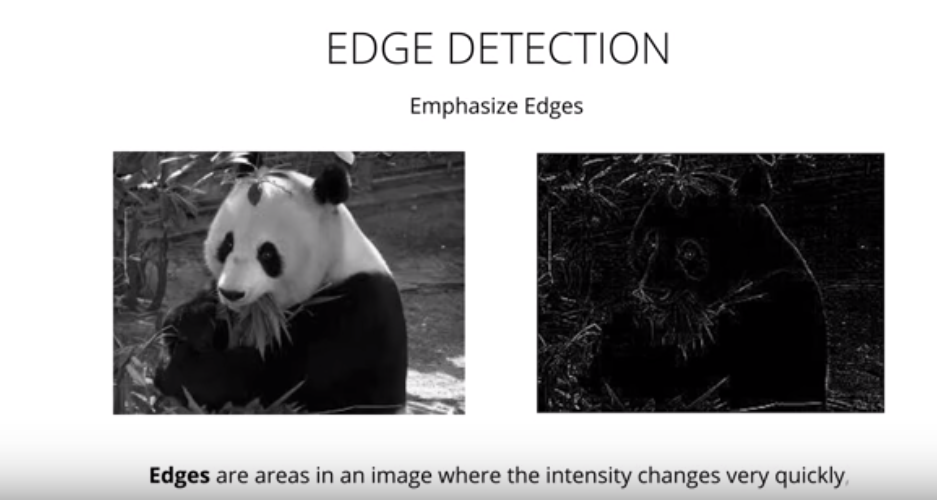 EDGE DETECTION
Emphasize Edges
Edges are areas in an image where the intensity changes very quickly,